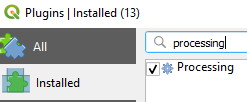 Plugins | Installed (13)
All
processing
Installed
Processing